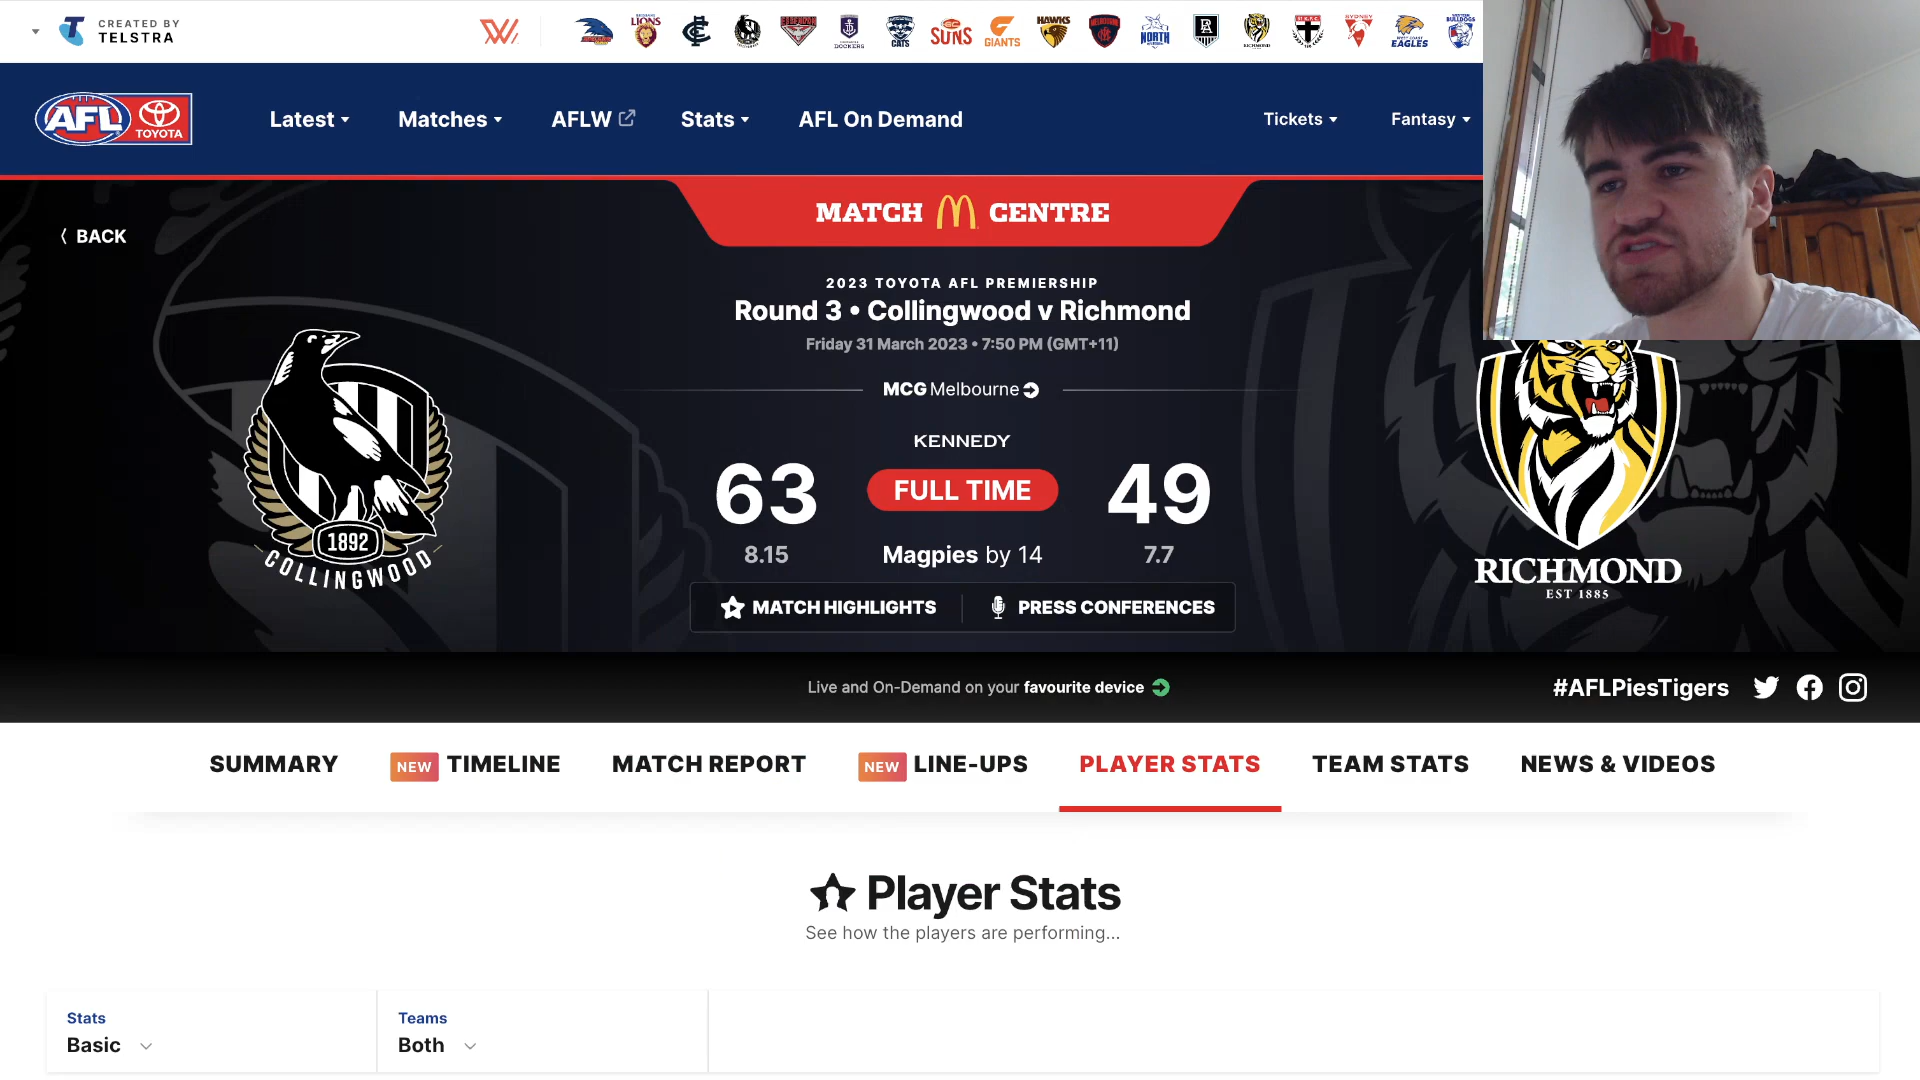 CREATED BY
TELSTRA
LIONS
CATS
SUNS
GIANTS
HAWKS
NORTH
RICHMOND
SYDNEY
EAGLES
BULLDOGS
AFL
TOYOTA
Latest
Matches
AFLW
Stats
AFL On Demand
Tickets
Fantasy
MATCH CENTRE
BACK
2023 TOYOTA AFL PREMIERSHIP
Round 3 • Collingwood v Richmond
Friday 31 March 2023 • 7:50 PM (GMT+11)
MCG Melbourne
KENNEDY
63
FULL TIME
49
8.15
Magpies by 14
7.7
1892
COLLINGWOOD
RICHMOND
EST 1885
MATCH HIGHLIGHTS
PRESS CONFERENCES
Live and On-Demand on your favourite device
#AFLPiesTigers
SUMMARY
NEW TIMELINE
MATCH REPORT
NEW LINE-UPS
PLAYER STATS
TEAM STATS
NEWS & VIDEOS
Player Stats
See how the players are performing...
Stats
Basic
Teams
Both